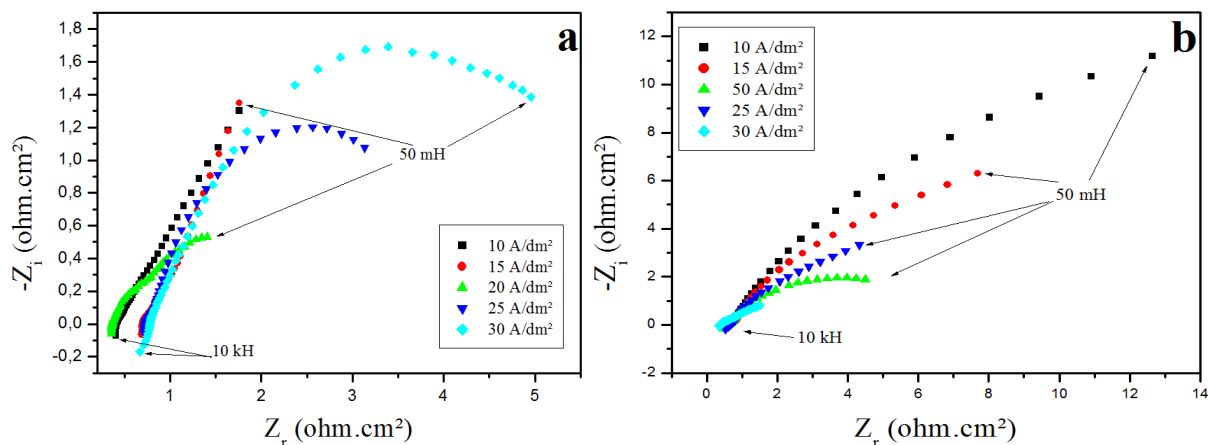 a
1,8
1,6
1,4
1,2
1,0
0,8
0,6
0,4
0,2
0,0
-0,2
-Z_i (ohm.cm²)
50 mH
10 kH
10 A/dm²
15 A/dm²
20 A/dm²
25 A/dm²
30 A/dm²
1 2 3 4 5
Z_r (ohm.cm²)
b
12
10
8
6
4
2
0
-2
-Z_i (ohm.cm²)
10 A/dm²
15 A/dm²
50 A/dm²
25 A/dm²
30 A/dm²
50 mH
10 kH
-2 0 2 4 6 8 10 12 14
Z_r (ohm.cm²)